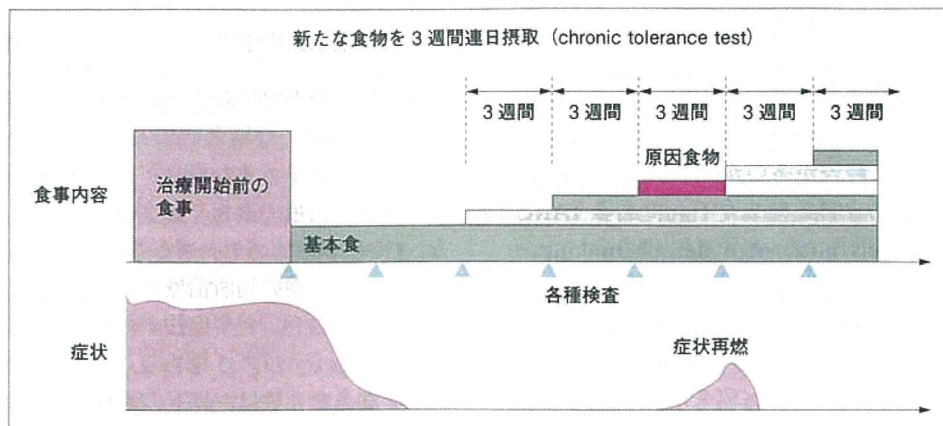 新たな食物を3週間連日摂取（chronic tolerance test）
3週間 3週間 3週間 3週間 3週間
原因食物
治療開始前の
食事
食事内容
基本食
各種検査
症状再燃
症状